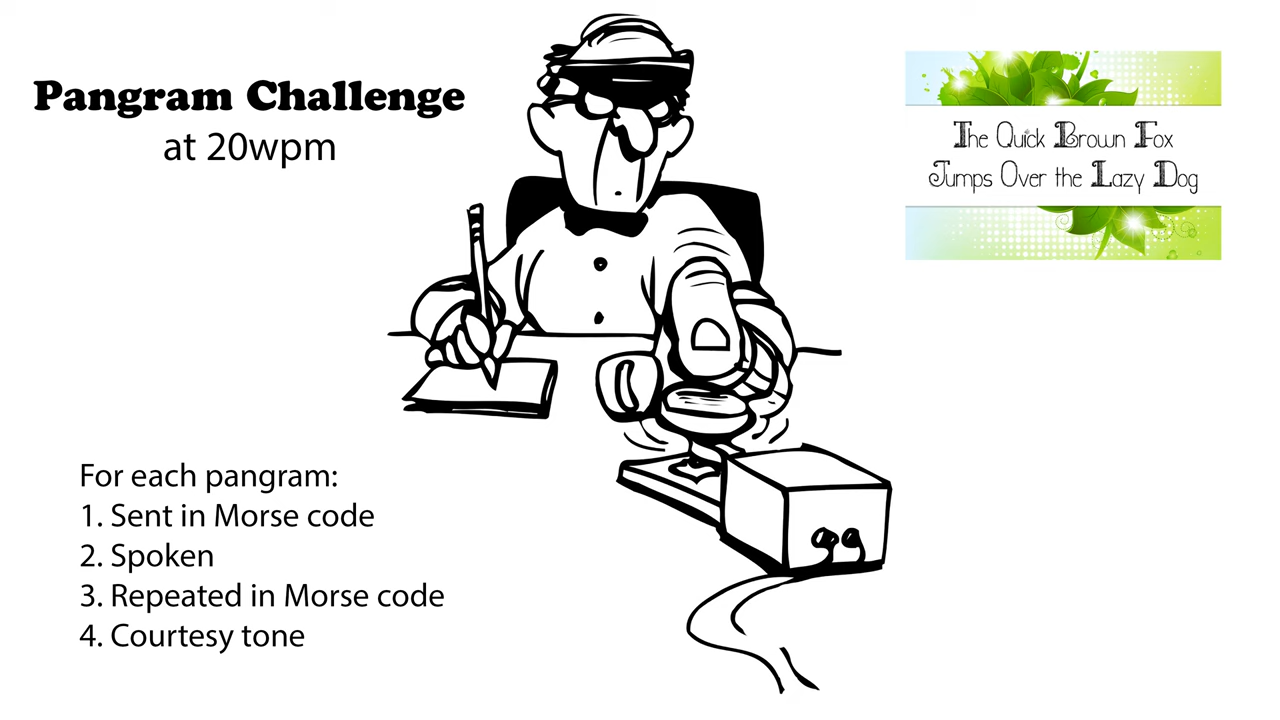 Pangram Challenge
at 20wpm
The Quick Brown Fox
Jumps Over the Lazy Dog
For each pangram:
1. Sent in Morse code
2. Spoken
3. Repeated in Morse code
4. Courtesy tone